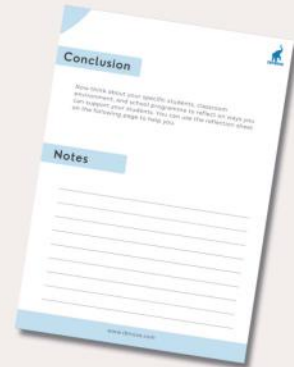 Conclusion
Now think about your specific students, classroom
environment, and school programme to reflect on ways you
can support your students. You can use the reflection sheet
on the following page to help you.
Notes